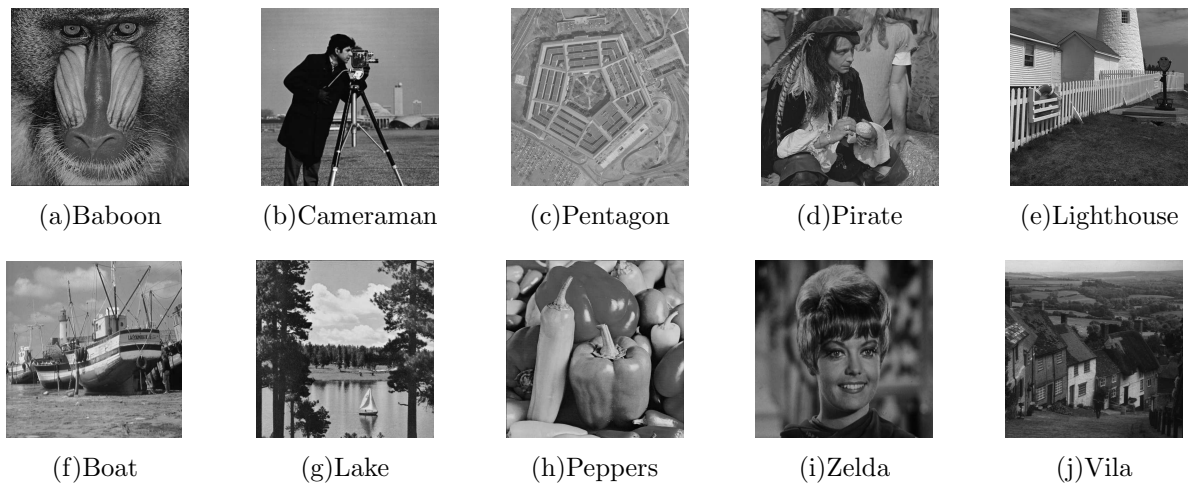 (a)Baboon
(b)Cameraman
(c)Pentagon
(d)Pirate
(e)Lighthouse
(f)Boat
(g)Lake
(h)Peppers
(i)Zelda
(j)Vila